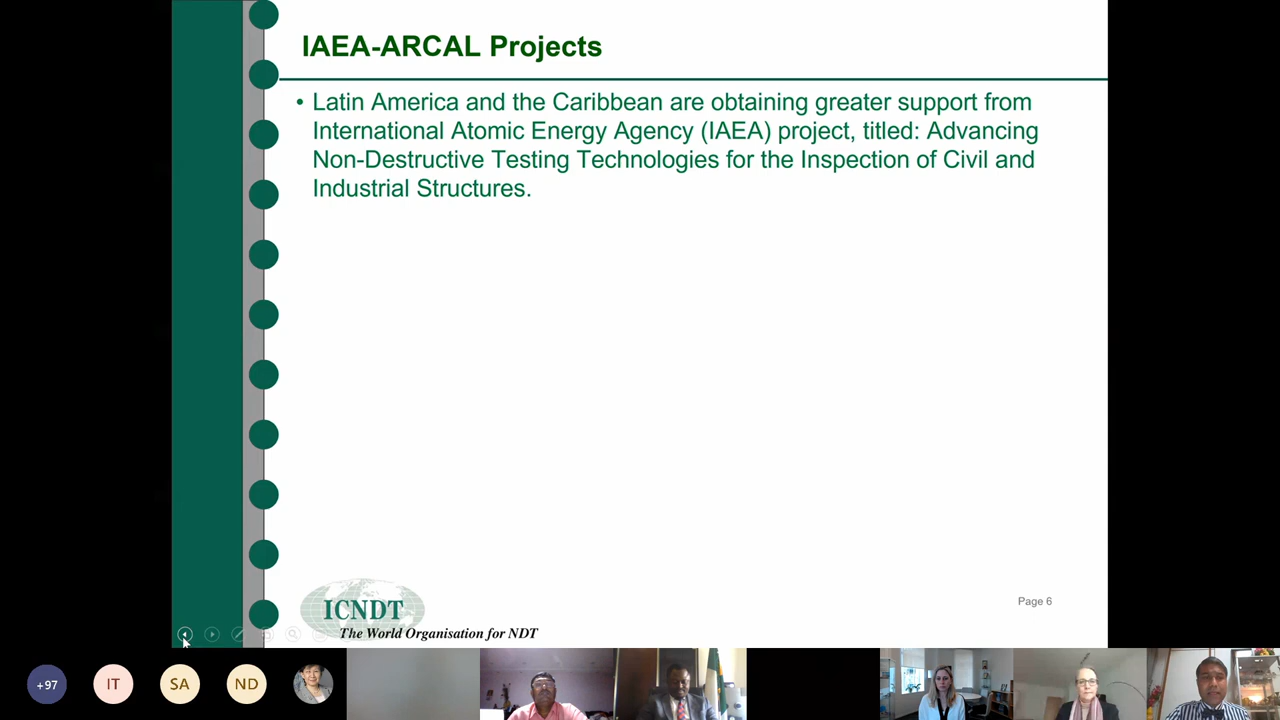 IAEA-ARCAL Projects
• Latin America and the Caribbean are obtaining greater support from
International Atomic Energy Agency (IAEA) project, titled: Advancing
Non-Destructive Testing Technologies for the Inspection of Civil and
Industrial Structures.
Page 6
ICNDT
The World Organisation for NDT
+97
IT
SA
ND